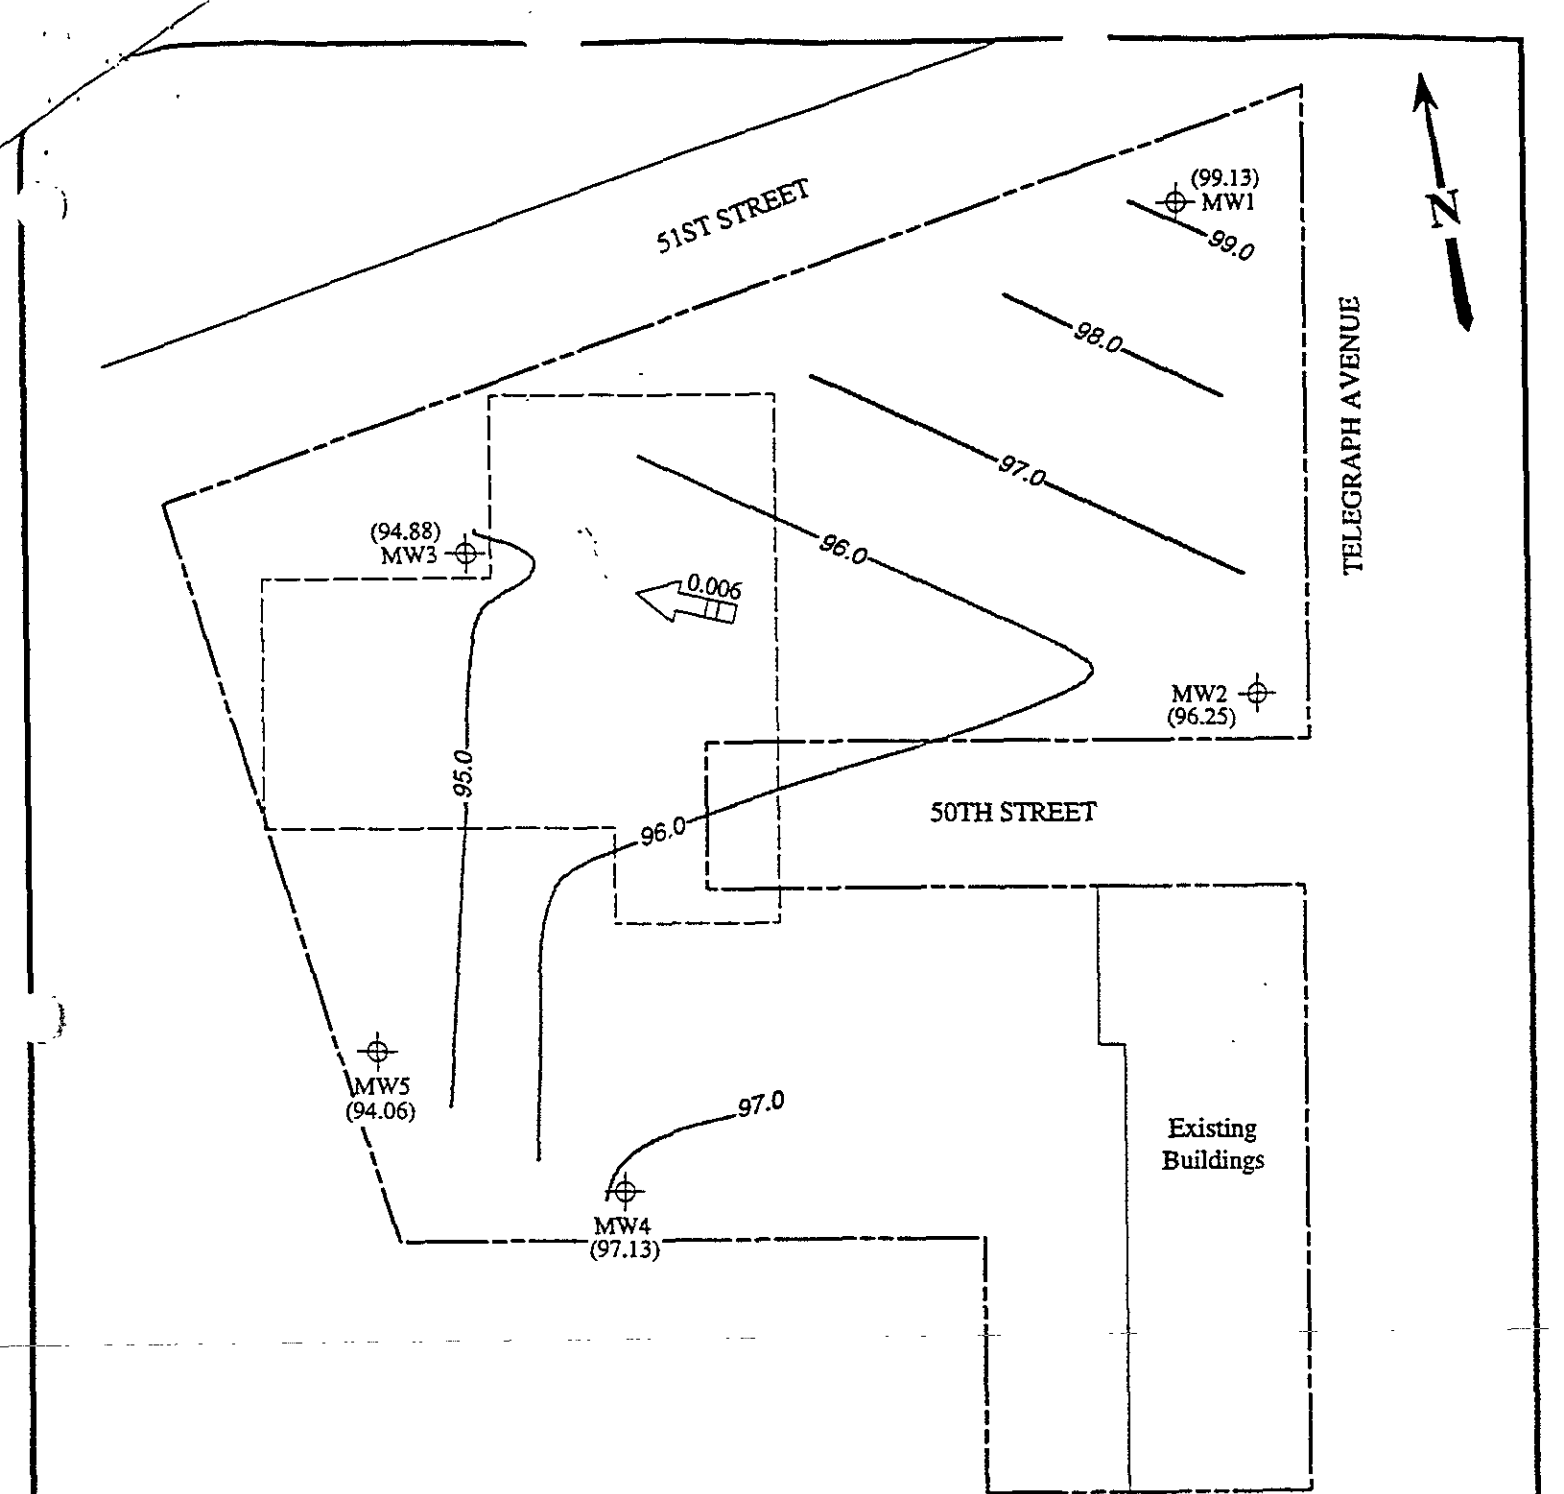 (99.13)
MW1
99.0
51ST STREET
N
98.0
TELEGRAPH AVENUE
97.0
(94.88)
MW3
96.0
0.006
MW2
(96.25)
95.0
96.0
50TH STREET
MW5
(94.06)
97.0
Existing
Buildings
MW4
(97.13)